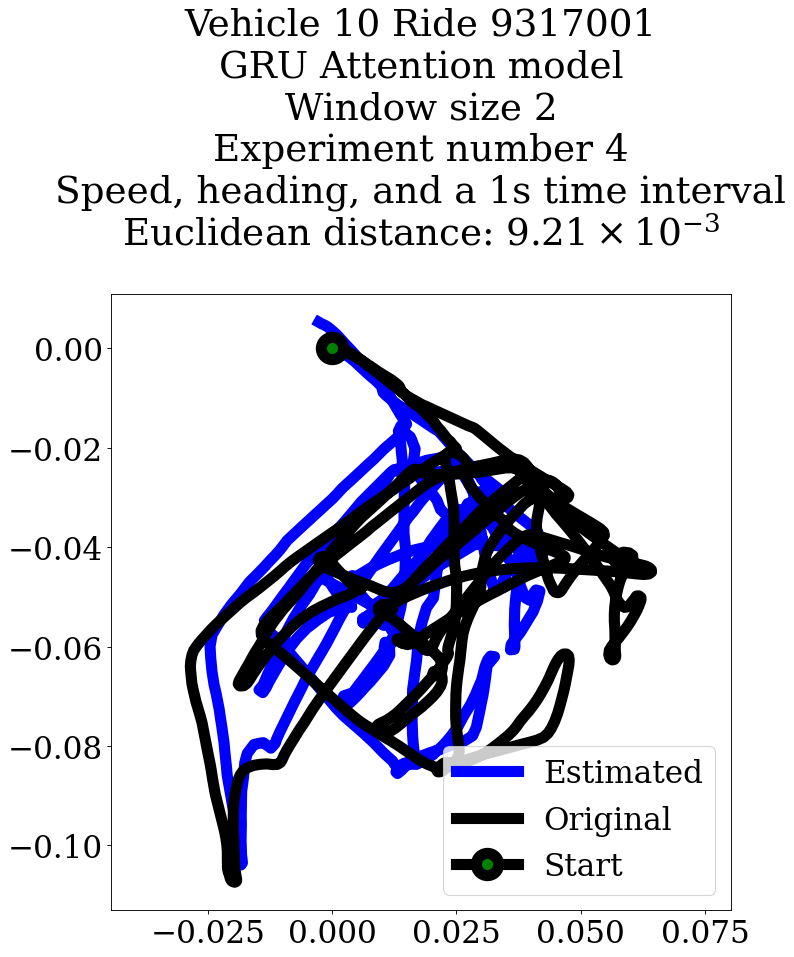 Vehicle 10 Ride 9317001
GRU Attention model
Window size 2
Experiment number 4
Speed, heading, and a 1s time interval
Euclidean distance: 9.21 × 10⁻³
0.00
−0.02
−0.04
−0.06
−0.08
−0.10
Estimated
Original
Start
−0.025 0.000 0.025 0.050 0.075